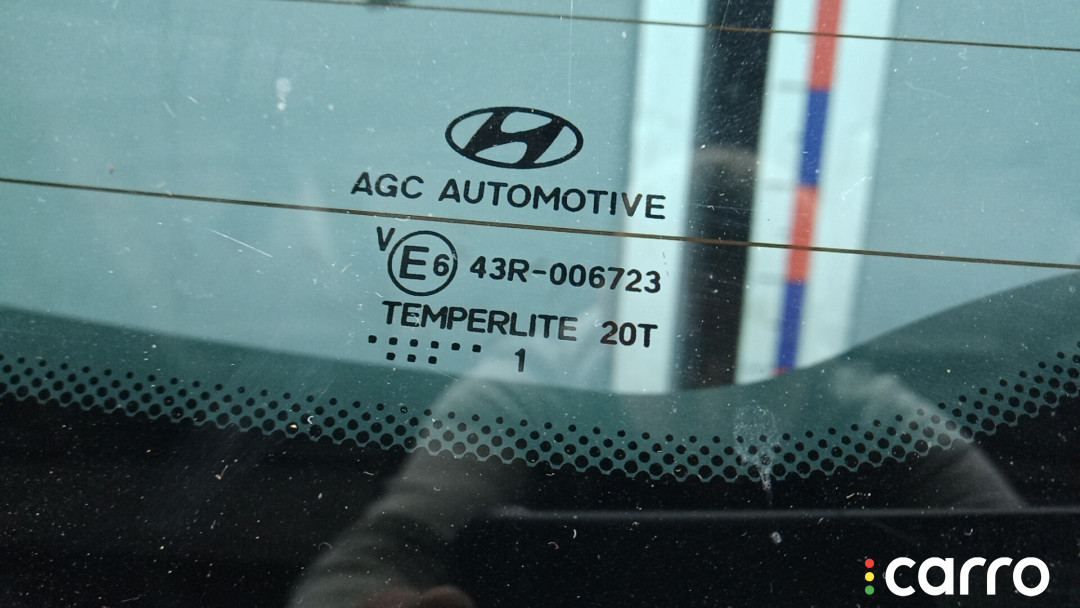 AGC AUTOMOTIVE
V E6 43R-006723
TEMPERLITE 20T
1
carro